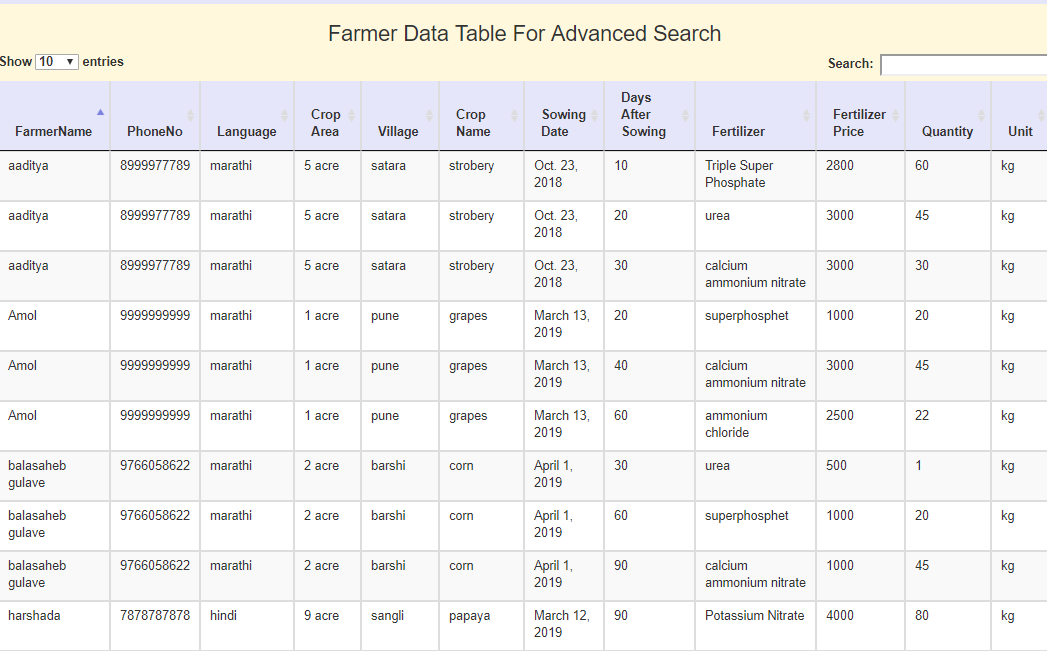 Farmer Data Table For Advanced Search
Show 10 entries Search:
FarmerName PhoneNo Language Crop Area Village Crop Name Sowing Date Days After Sowing Fertilizer Fertilizer Price Quantity Unit
aaditya 8999977789 marathi 5 acre satara strobery Oct. 23, 2018 10 Triple Super Phosphate 2800 60 kg
aaditya 8999977789 marathi 5 acre satara strobery Oct. 23, 2018 20 urea 3000 45 kg
aaditya 8999977789 marathi 5 acre satara strobery Oct. 23, 2018 30 calcium ammonium nitrate 3000 30 kg
Amol 9999999999 marathi 1 acre pune grapes March 13, 2019 20 superphosphet 1000 20 kg
Amol 9999999999 marathi 1 acre pune grapes March 13, 2019 40 calcium ammonium nitrate 3000 45 kg
Amol 9999999999 marathi 1 acre pune grapes March 13, 2019 60 ammonium chloride 2500 22 kg
balasaheb gulave 9766058622 marathi 2 acre barshi corn April 1, 2019 30 urea 500 1 kg
balasaheb gulave 9766058622 marathi 2 acre barshi corn April 1, 2019 60 superphosphet 1000 20 kg
balasaheb gulave 9766058622 marathi 2 acre barshi corn April 1, 2019 90 calcium ammonium nitrate 1000 45 kg
harshada 7878787878 hindi 9 acre sangli papaya March 12, 2019 90 Potassium Nitrate 4000 80 kg